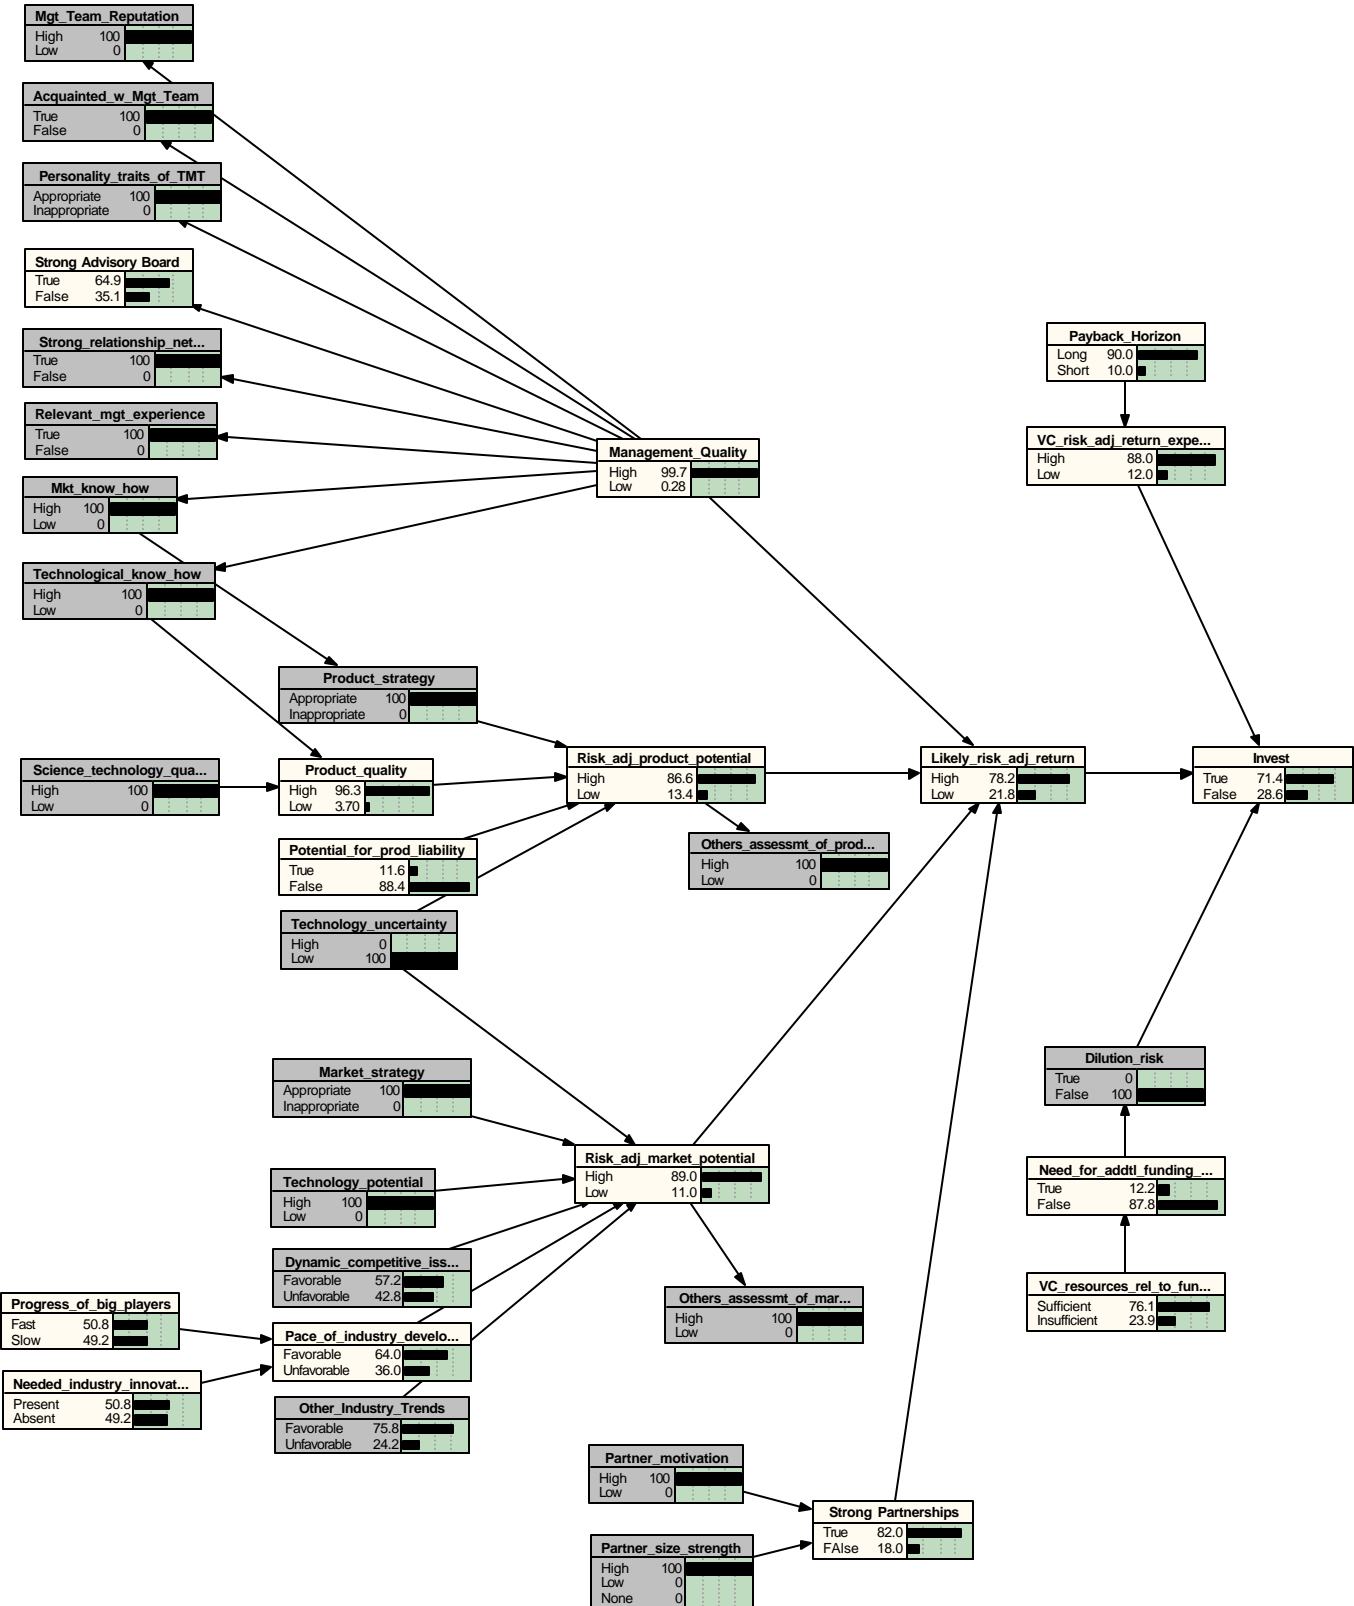 Mgt_Team_Reputation
High 100
Low 0
Acquainted_w_Mgt_Team
True 100
False 0
Personality_traits_of_TMT
Appropriate 100
Inappropriate 0
Strong Advisory Board
True 64.9
False 35.1
Strong_relationship_net...
True 100
False 0
Relevant_mgt_experience
True 100
False 0
Mkt_know_how
High 100
Low 0
Technological_know_how
High 100
Low 0
Management_Quality
High 99.7
Low 0.28
Payback_Horizon
Long 90.0
Short 10.0
VC_risk_adj_return_expe...
High 88.0
Low 12.0
Product_strategy
Appropriate 100
Inappropriate 0
Science_technology_qua...
High 100
Low 0
Product_quality
High 96.3
Low 3.70
Risk_adj_product_potential
High 86.6
Low 13.4
Likely_risk_adj_return
High 78.2
Low 21.8
Invest
True 71.4
False 28.6
Potential_for_prod_liability
True 11.6
False 88.4
Others_assessmt_of_prod...
High 100
Low 0
Technology_uncertainty
High 0
Low 100
Market_strategy
Appropriate 100
Inappropriate 0
Dilution_risk
True 0
False 100
Risk_adj_market_potential
High 89.0
Low 11.0
Technology_potential
High 100
Low 0
Need_for_addtl_funding_...
True 12.2
False 87.8
Dynamic_competitive_iss...
Favorable 57.2
Unfavorable 42.8
VC_resources_rel_to_fun...
Sufficient 76.1
Insufficient 23.9
Others_assessmt_of_mar...
High 100
Low 0
Progress_of_big_players
Fast 50.8
Slow 49.2
Pace_of_industry_develo...
Favorable 64.0
Unfavorable 36.0
Needed_industry_innovat...
Present 50.8
Absent 49.2
Other_Industry_Trends
Favorable 75.8
Unfavorable 24.2
Partner_motivation
High 100
Low 0
Strong Partnerships
True 82.0
FAlse 18.0
Partner_size_strength
High 100
Low 0
None 0